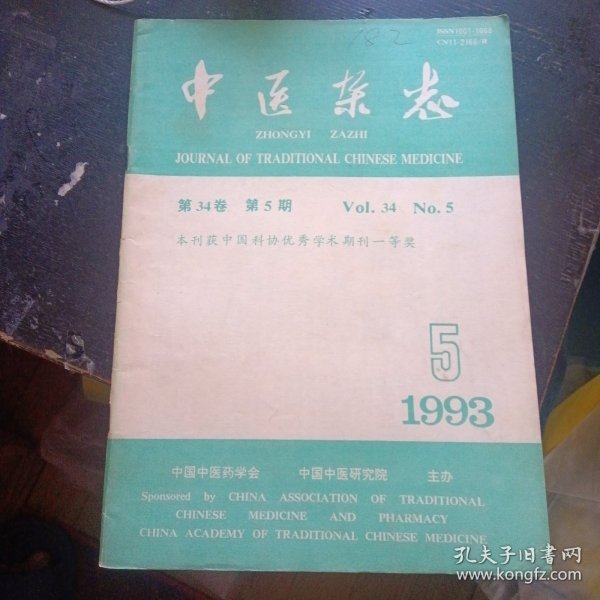 182
ISSN1001-1668
CN11-2166/R
中医杂志
ZHONGYI ZAZHI
JOURNAL OF TRADITIONAL CHINESE MEDICINE
第34卷 第5期 Vol. 34 No. 5
本刊获中国科协优秀学术期刊一等奖
5
1993
中国中医药学会 中国中医研究院 主办
Sponsored by CHINA ASSOCIATION OF TRADITIONAL
CHINESE MEDICINE AND PHARMACY
CHINA ACADEMY OF TRADITIONAL CHINESE MEDICINE
孔夫子旧书网
www.kongfz.com